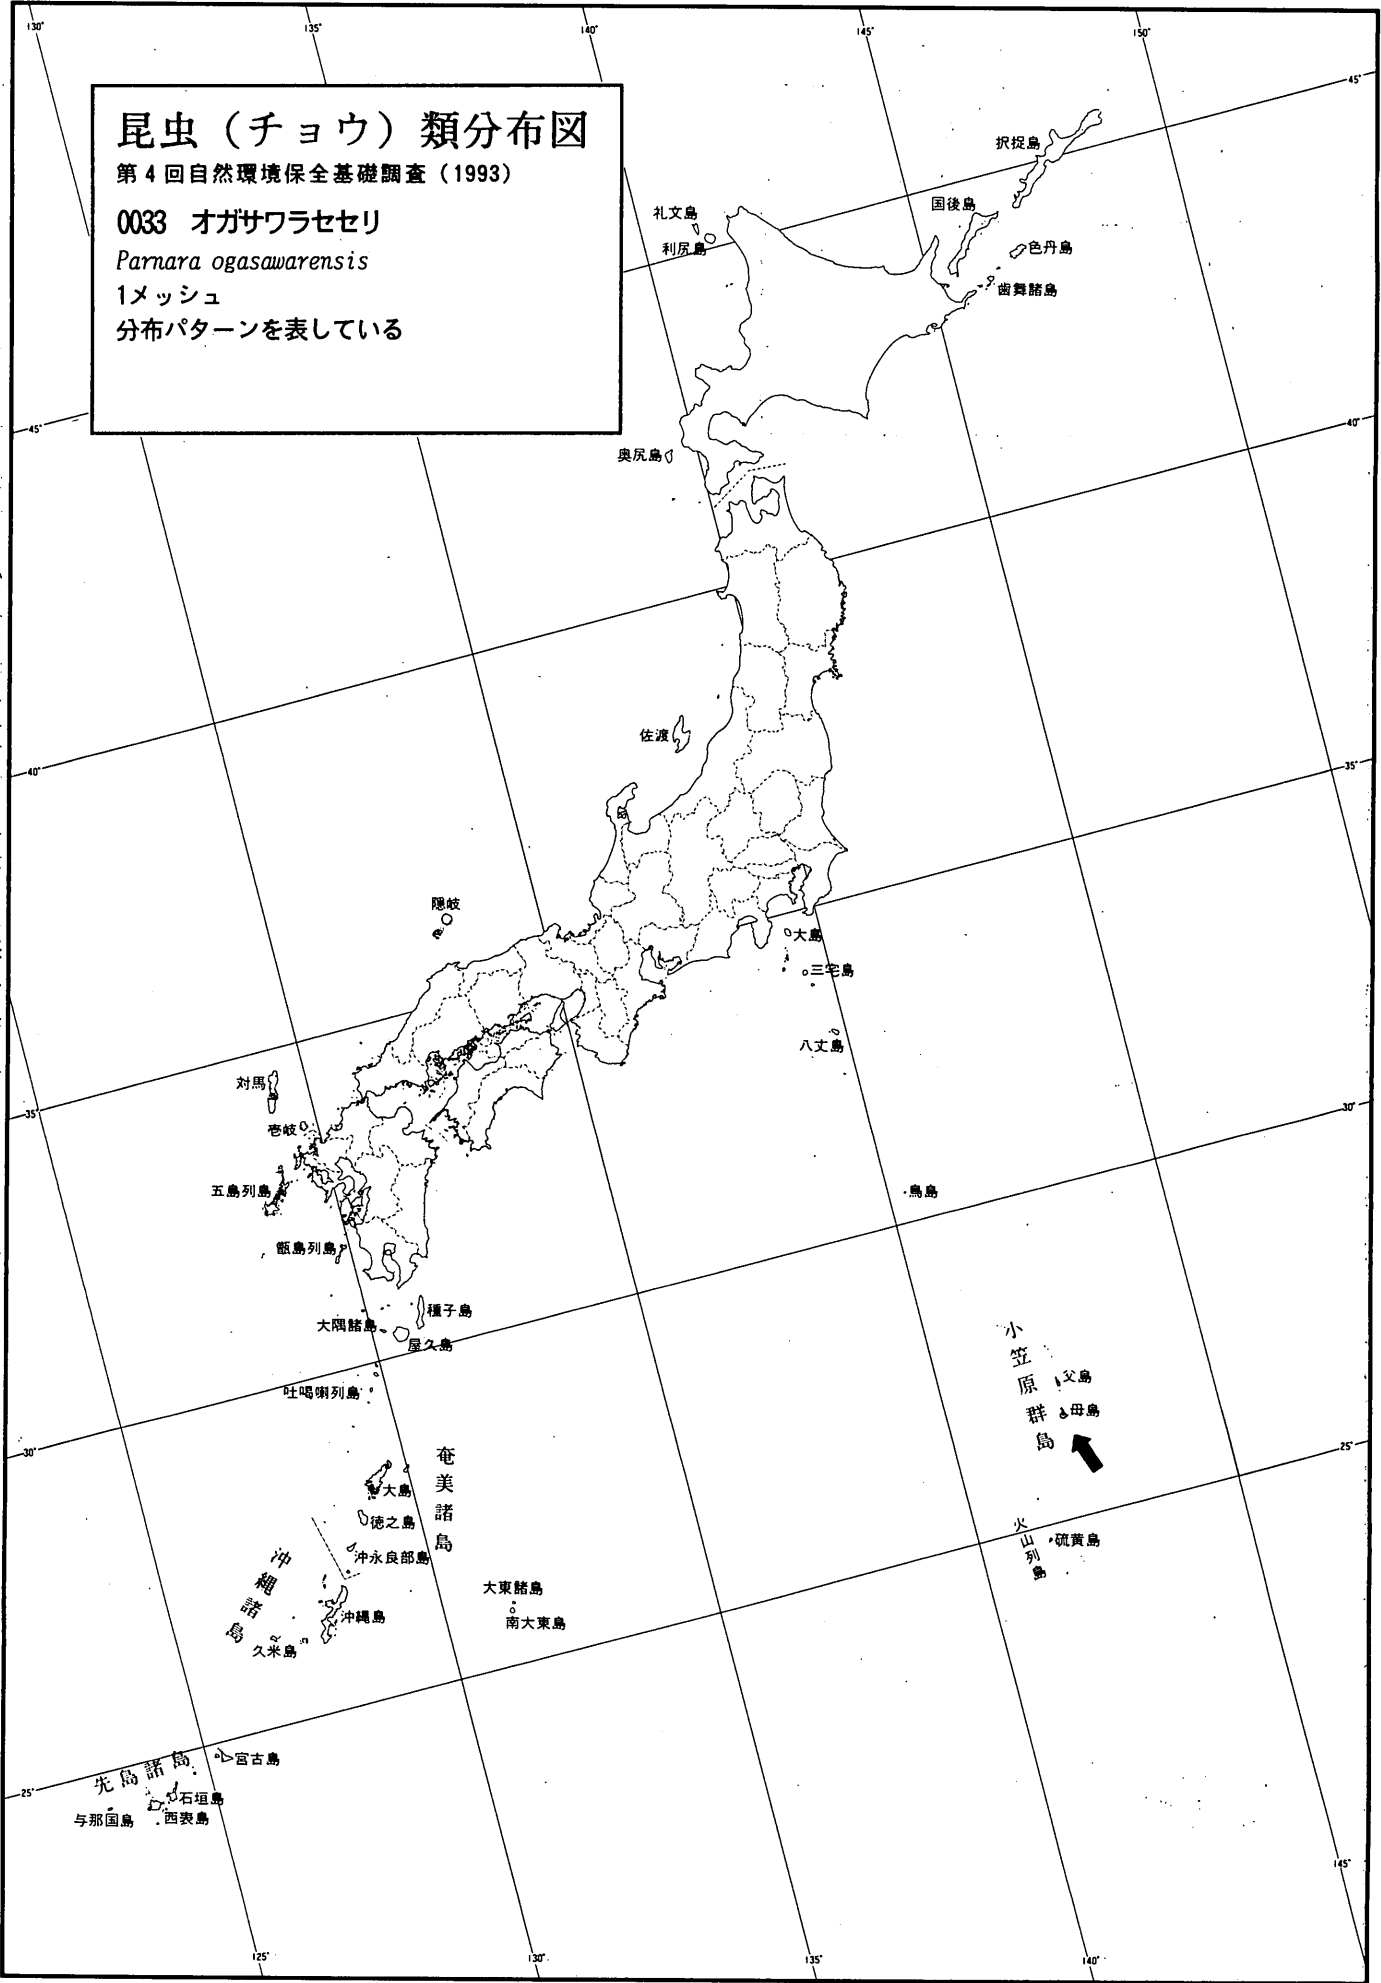 130°
135°
140°
145°
150°
45°
昆虫（チョウ）類分布図
第4回自然環境保全基礎調査（1993）
0033 オガサワラセセリ
Parnara ogasawarensis
1メッシュ
分布パターンを表している
択捉島
国後島
色丹島
歯舞諸島
礼文島
利尻島
45°
40°
奥尻島
佐渡
40°
35°
隠岐
大島
三宅島
八丈島
対馬
壱岐
35°
30°
五島列島
鳥島
甑島列島
種子島
大隅諸島
屋久島
吐噶喇列島
小笠原群島
父島
母島
30°
25°
奄美諸島
大島
徳之島
沖永良部島
火山列島
硫黄島
沖縄諸島
沖縄島
久米島
大東諸島
南大東島
先島諸島
宮古島
25°
石垣島
与那国島
西表島
145°
125°
130°
135°
140°